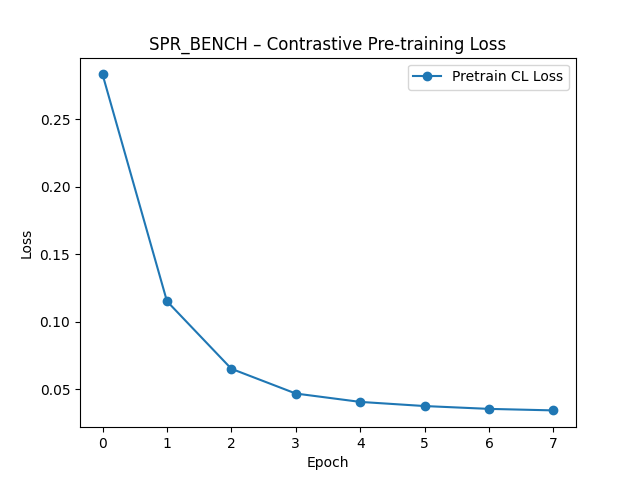 SPR_BENCH – Contrastive Pre-training Loss
Pretrain CL Loss
Loss
0.25
0.20
0.15
0.10
0.05
0 1 2 3 4 5 6 7
Epoch